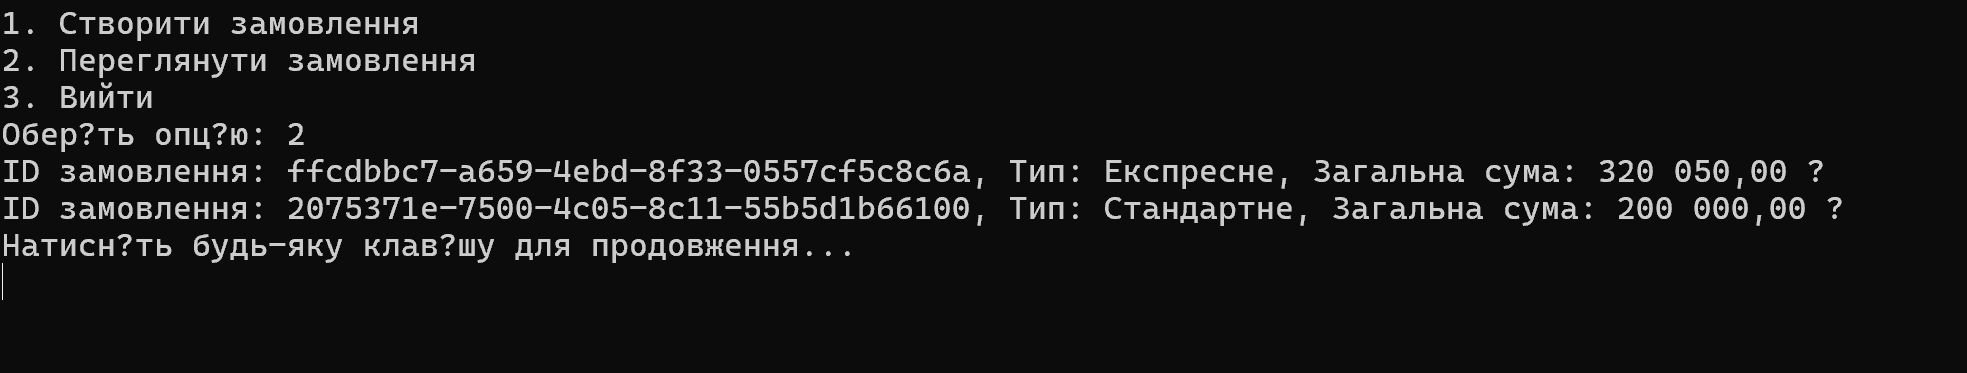 1. Створити замовлення
2. Переглянути замовлення
3. Вийти
Обер?ть опц?ю: 2
ID замовлення: ffcdbbc7-a659-4ebd-8f33-0557cf5c8c6a, Тип: Експресне, Загальна сума: 320 050,00 ?
ID замовлення: 2075371e-7500-4c05-8c11-55b5d1b66100, Тип: Стандартне, Загальна сума: 200 000,00 ?
Натисн?ть будь-яку клав?шу для продовження...